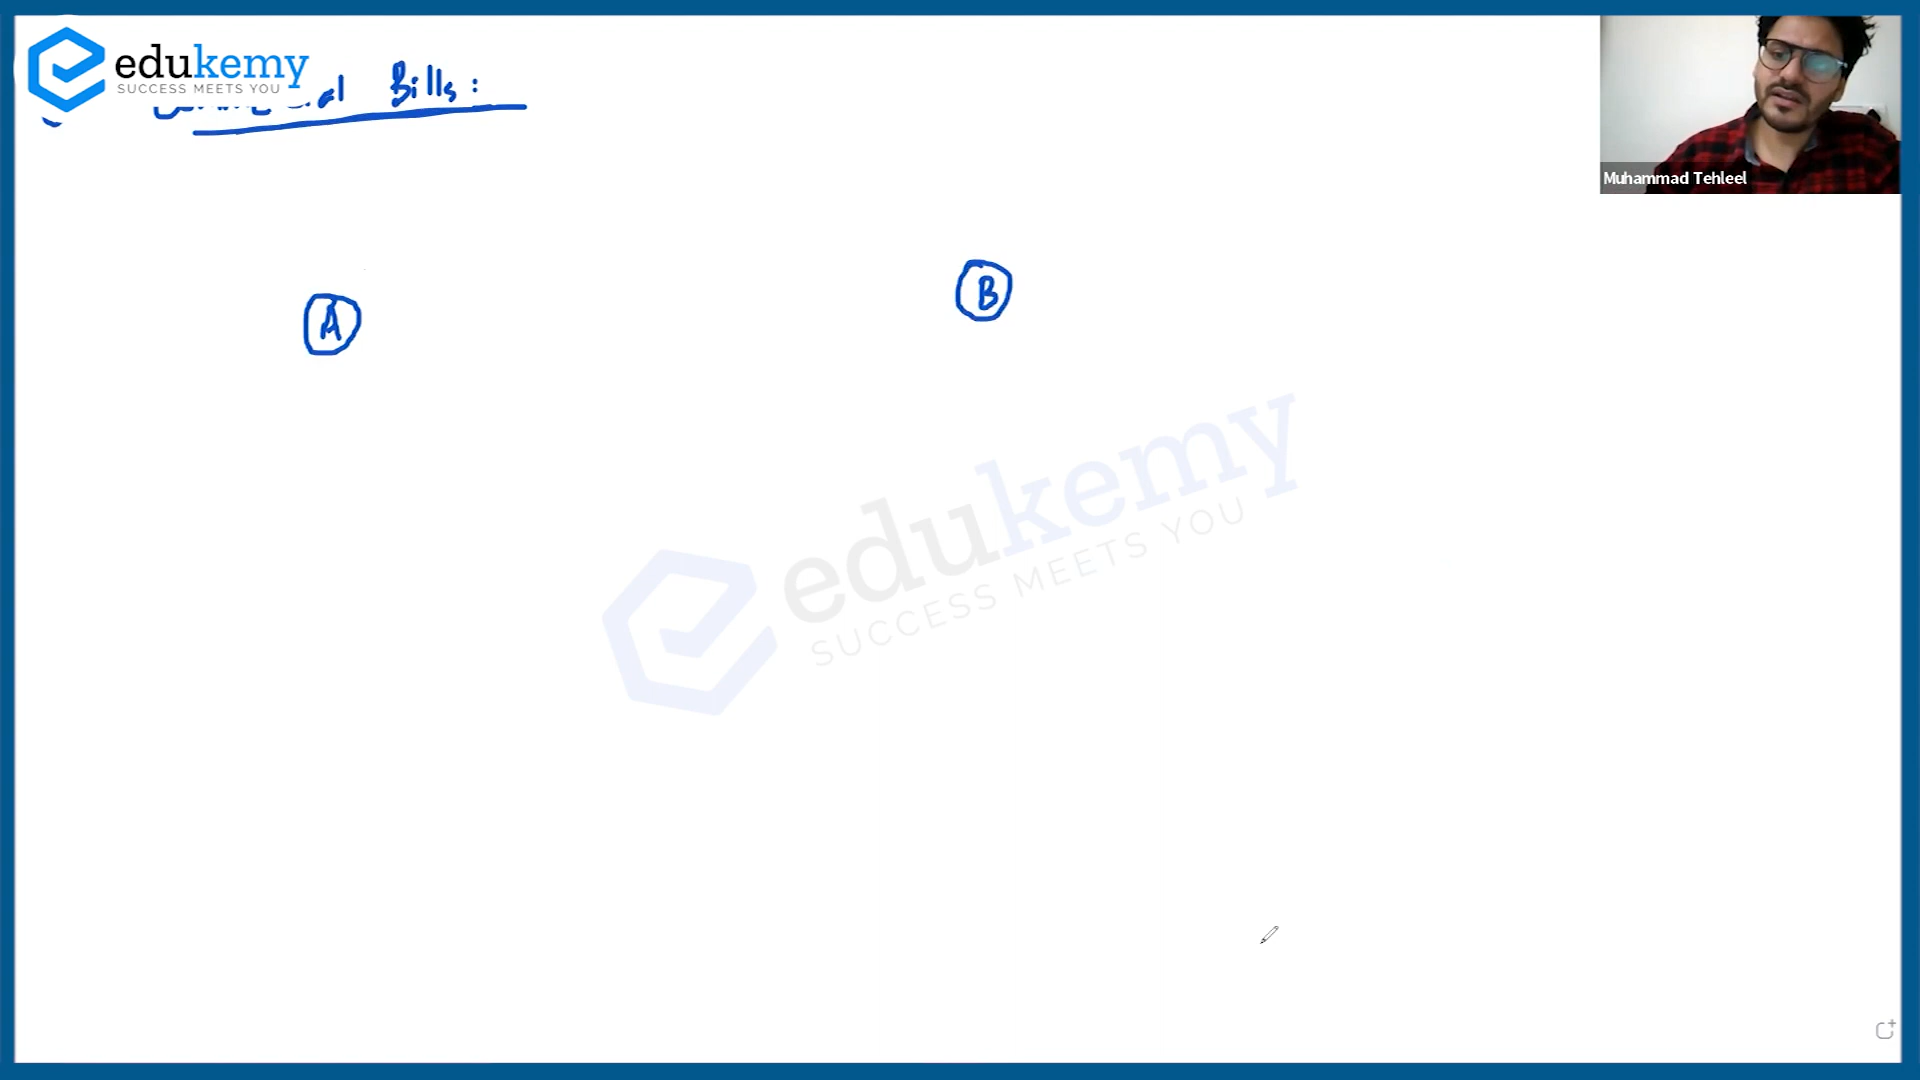 edukemy
SUCCESS MEETS YOU
Bills:
Muhammad Tehleel
A
B
edukemy
SUCCESS MEETS YOU